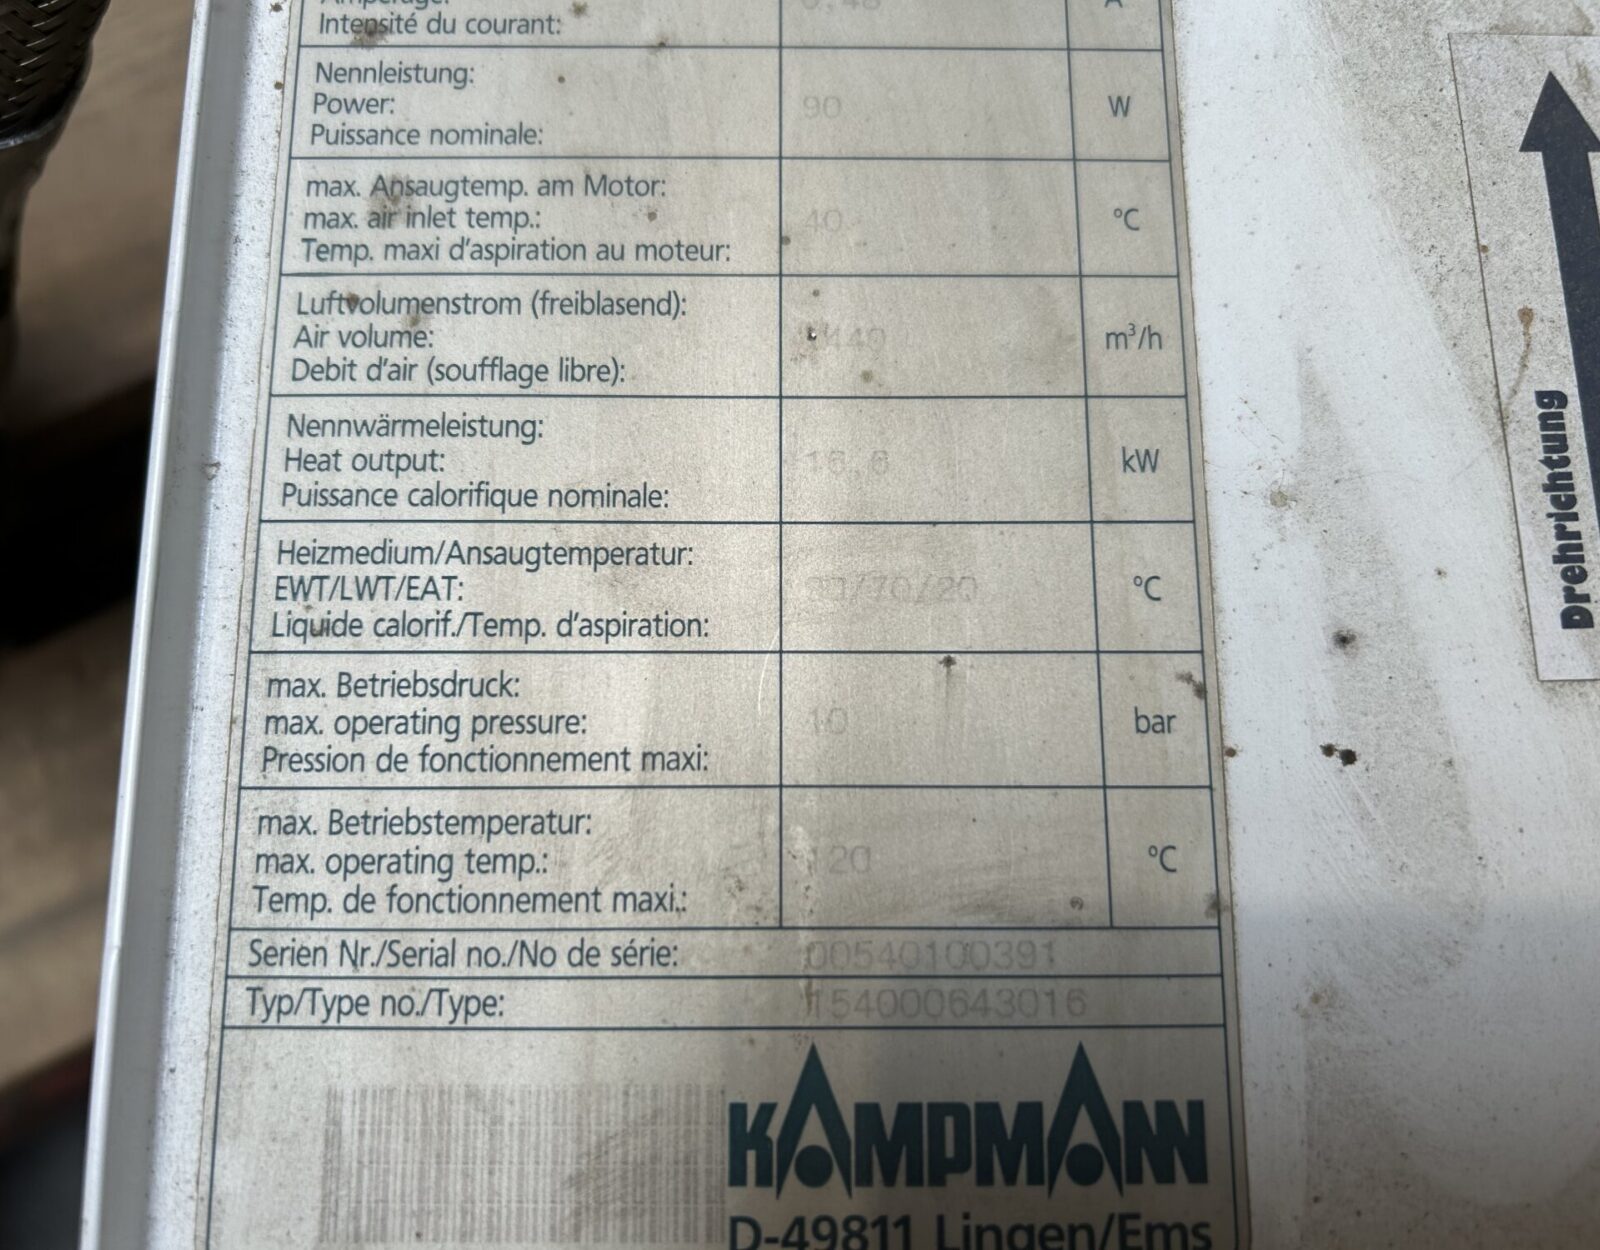 Intensité du courant:
A
Nennleistung:
Power:
90
W
Puissance nominale:
max. Ansaugtemp. am Motor:
max. air inlet temp.:
40
°C
Temp. maxi d'aspiration au moteur:
Luftvolumenstrom (freiblasend):
Air volume:
m³/h
Debit d'air (soufflage libre):
Nennwärmeleistung:
Heat output:
16,6
kW
Puissance calorifique nominale:
Heizmedium/Ansaugtemperatur:
EWT/LWT/EAT:
°C
Liquide calorif./Temp. d'aspiration:
max. Betriebsdruck:
max. operating pressure:
10
bar
Pression de fonctionnement maxi:
max. Betriebstemperatur:
max. operating temp.:
120
°C
Temp. de fonctionnement maxi.:
Serien Nr./Serial no./No de série:
00540100391
Typ/Type no./Type:
154000643016
KAMPMANN
D-49811 Lingen/Ems
Drehrichtung